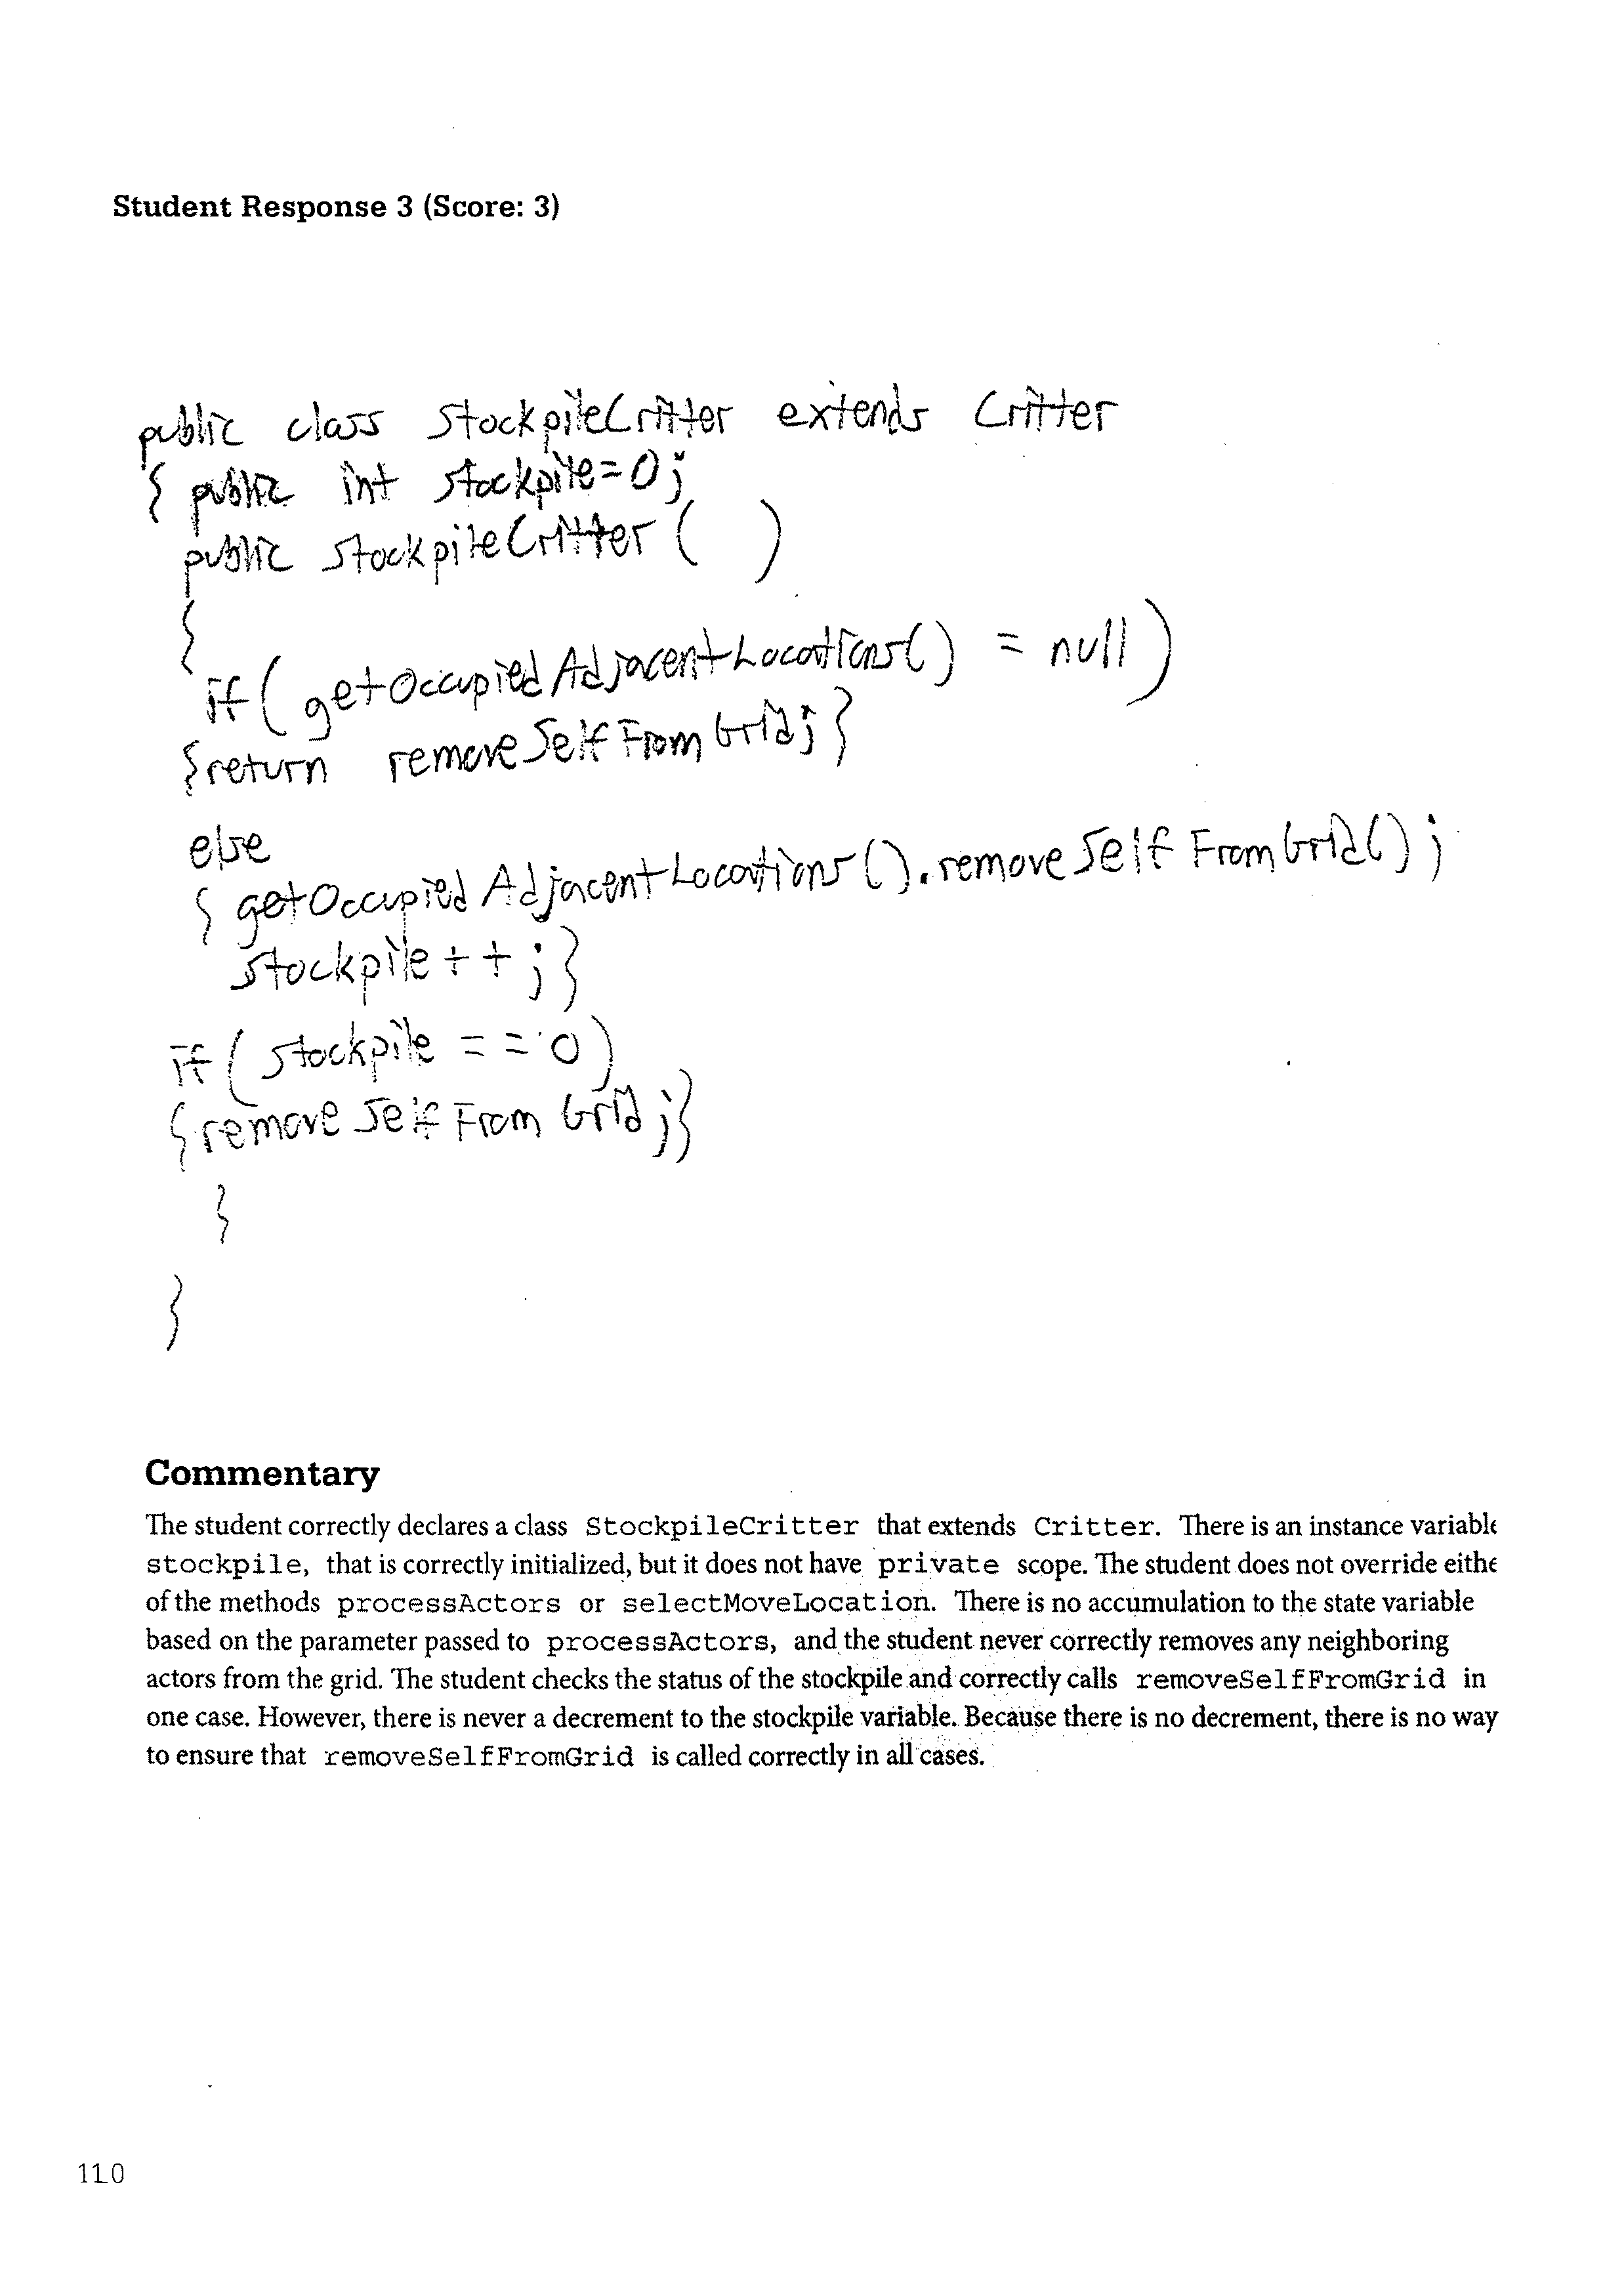 Student Response 3 (Score: 3)
public class StockpileCritter extends Critter
{ public int stockpile=0;
public StockpileCritter ( )
{
if( getOccupiedAdjacentLocations() = null)
{return removeSelfFromGrid;}
else
{ getOccupiedAdjacentLocations().removeSelfFromGrid();
stockpile++;}
if( stockpile == 0)
{removeSelfFromGrid;}
}
}
Commentary
The student correctly declares a class StockpileCritter that extends Critter. There is an instance variable
stockpile, that is correctly initialized, but it does not have private scope. The student does not override eithe
of the methods processActors or selectMoveLocation. There is no accumulation to the state variable
based on the parameter passed to processActors, and the student never correctly removes any neighboring
actors from the grid. The student checks the status of the stockpile and correctly calls removeSelfFromGrid in
one case. However, there is never a decrement to the stockpile variable. Because there is no decrement, there is no way
to ensure that removeSelfFromGrid is called correctly in all cases.
110